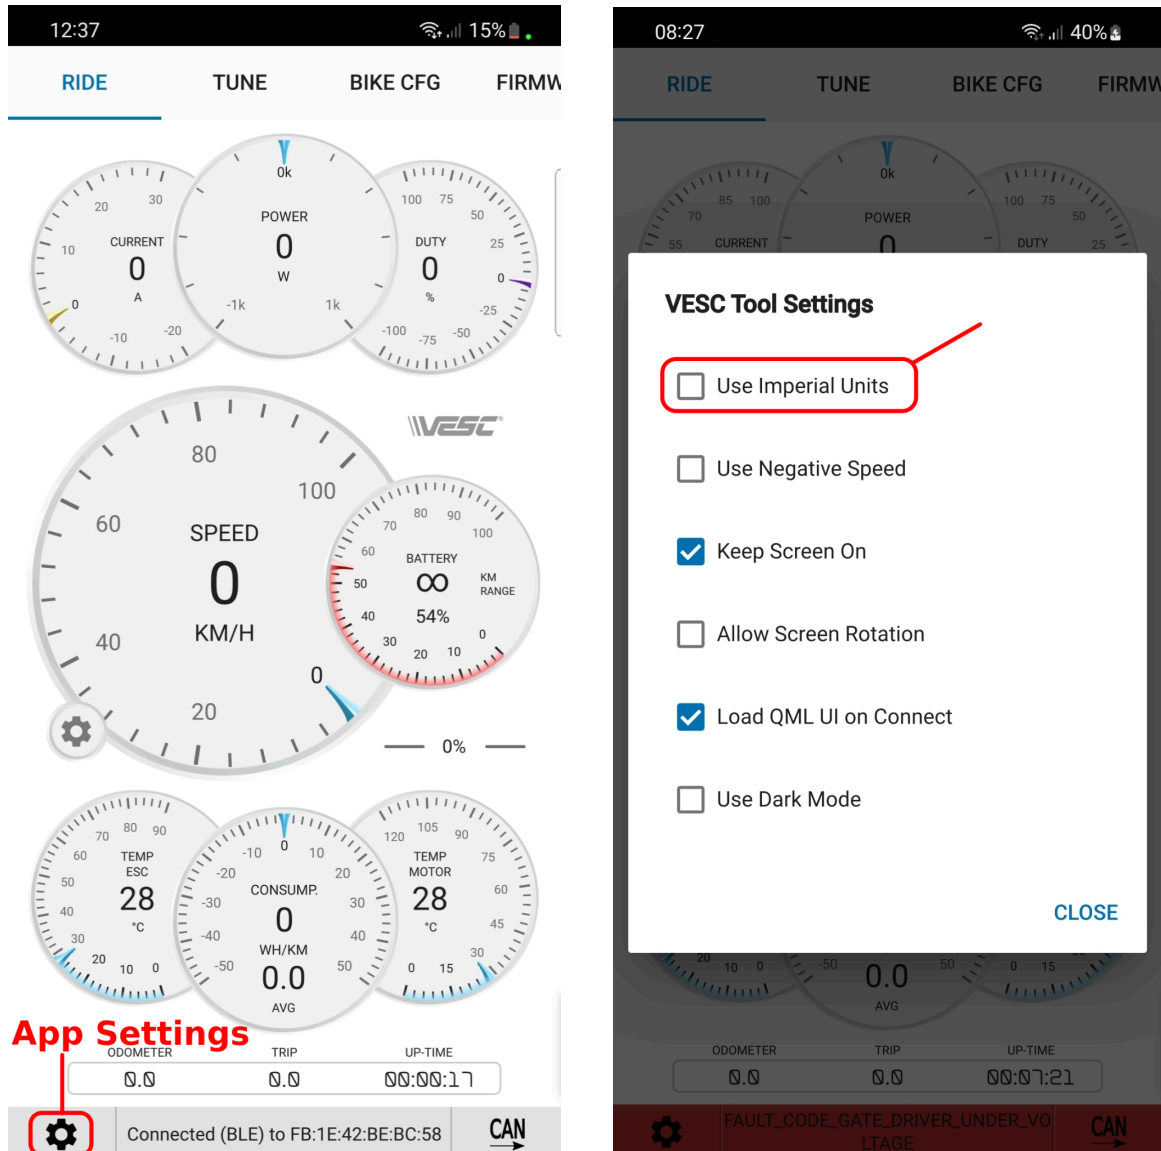 12:37
15%
RIDE
TUNE
BIKE CFG
FIRMW
30
20
10
0
-10
-20
CURRENT
0
A
0k
POWER
0
W
-1k
1k
100
75
50
25
0
-25
-50
-75
-100
DUTY
0
%
VESC
80
100
60
SPEED
0
KM/H
40
20
0
80
90
70
100
60
50
40
30
20
10
0
BATTERY
∞
54%
KM
RANGE
0%
80
90
70
60
50
40
30
20
10
0
TEMP
ESC
28
°C
-10
0
10
-20
20
-30
30
-40
40
-50
50
CONSUMP.
0
WH/KM
0.0
AVG
120
105
90
75
60
45
30
15
0
TEMP
MOTOR
28
°C
App Settings
ODOMETER
TRIP
UP-TIME
0.0
0.0
00:00:17
Connected (BLE) to FB:1E:42:BE:BC:58
CAN
08:27
40%
RIDE
TUNE
BIKE CFG
FIRMW
85
100
70
55
CURRENT
0k
POWER
0
100
75
50
25
DUTY
VESC Tool Settings
Use Imperial Units
Use Negative Speed
Keep Screen On
Allow Screen Rotation
Load QML UI on Connect
Use Dark Mode
CLOSE
20
10
0
-50
50
0.0
AVG
0
15
30
ODOMETER
TRIP
UP-TIME
0.0
0.0
00:07:21
FAULT_CODE_GATE_DRIVER_UNDER_VO
LTAGE
CAN